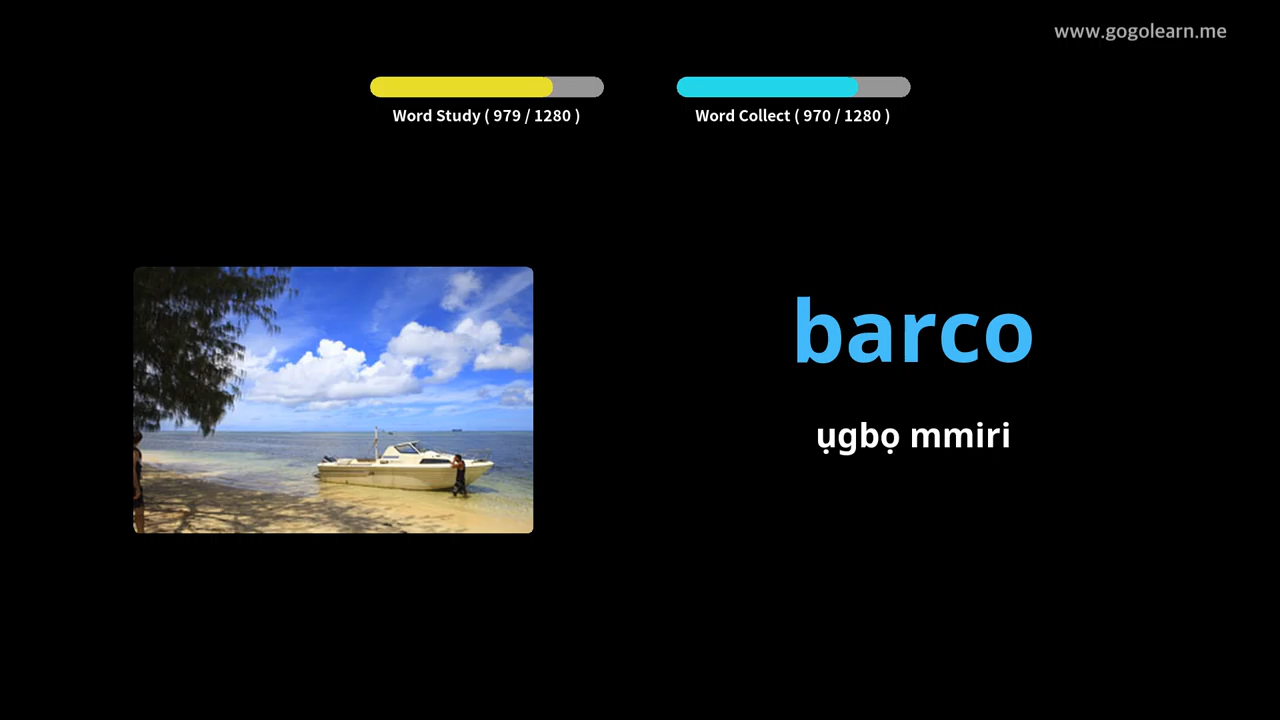 www.gogolearn.me
Word Study ( 979 / 1280 )
Word Collect ( 970 / 1280 )
barco
ụgbọ mmiri